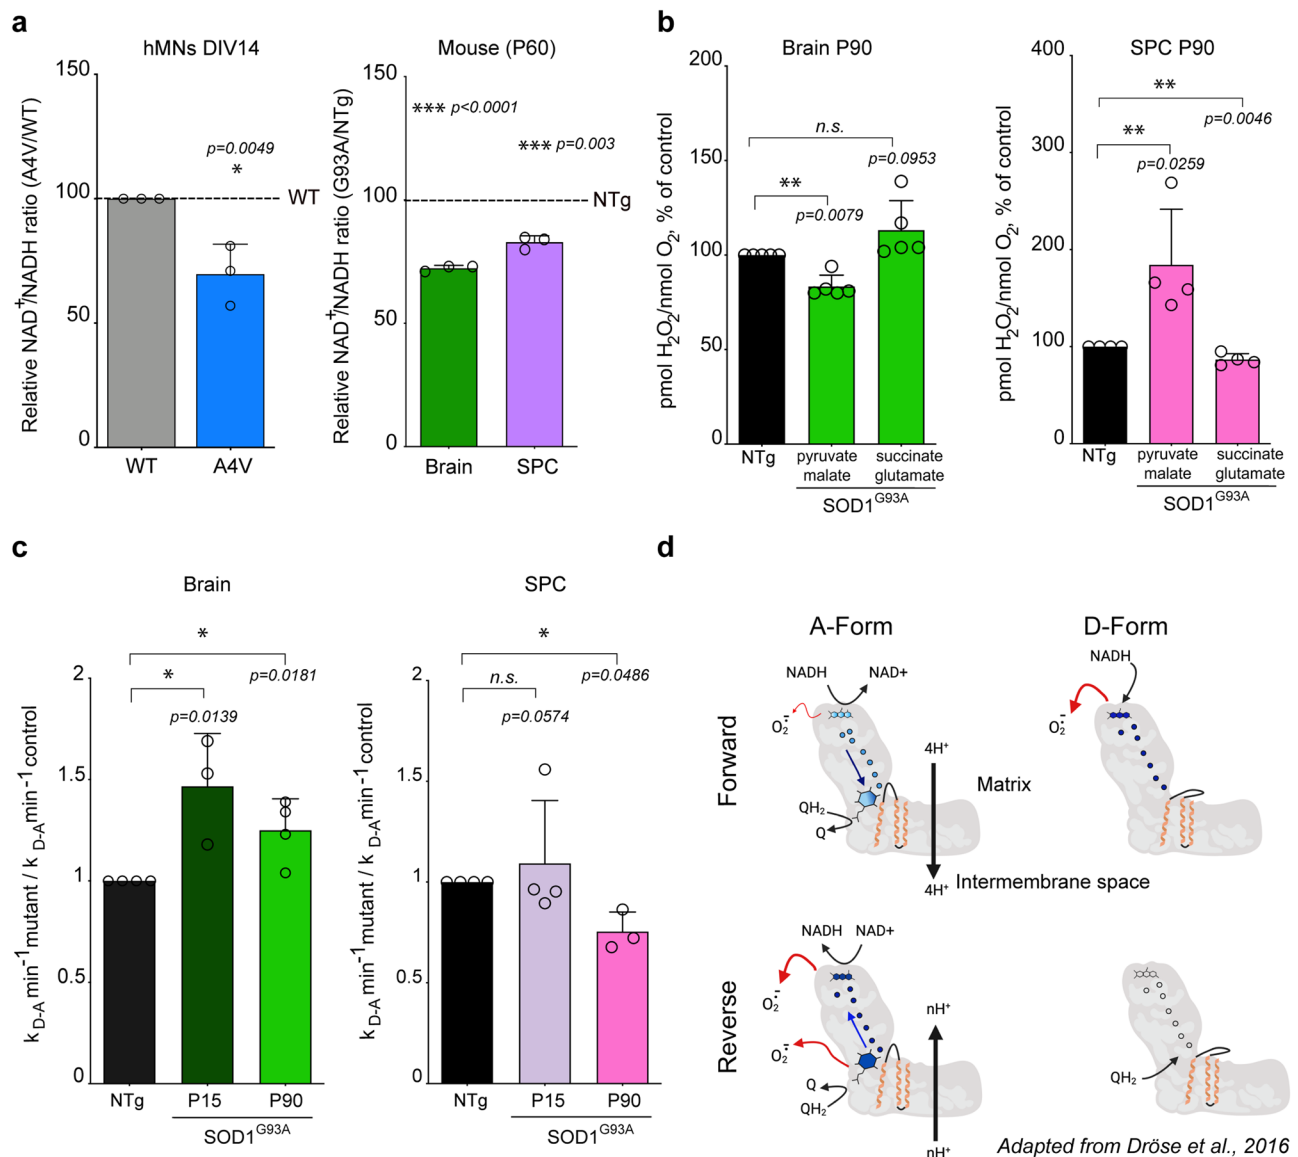 a
hMNs DIV14
Relative NAD+/NADH ratio (A4V/WT)
150
100
50
0
p=0.0049
*
WT
WT
A4V
Mouse (P60)
Relative NAD+/NADH ratio (G93A/NTg)
150
100
50
0
*** p<0.0001
*** p=0.003
NTg
Brain
SPC
b
Brain P90
pmol H2O2/nmol O2, % of control
200
150
100
50
0
n.s.
p=0.0953
**
p=0.0079
NTg
pyruvate
malate
succinate
glutamate
SOD1G93A
SPC P90
pmol H2O2/nmol O2, % of control
400
300
200
100
0
**
p=0.0046
**
p=0.0259
NTg
pyruvate
malate
succinate
glutamate
SOD1G93A
c
Brain
k D-A min-1 mutant / k D-A min-1 control
2
1.5
1
0.5
0
*
p=0.0181
*
p=0.0139
NTg
P15
P90
SOD1G93A
SPC
k D-A min-1 mutant / k D-A min-1 control
2
1.5
1
0.5
0
*
p=0.0486
n.s.
p=0.0574
NTg
P15
P90
SOD1G93A
d
A-Form
D-Form
Forward
NADH
NAD+
O2•-
4H+
Matrix
QH2
Q
4H+
Intermembrane space
NADH
O2•-
Reverse
NADH
NAD+
O2•-
O2•-
nH+
Q
QH2
nH+
QH2
Adapted from Dröse et al., 2016